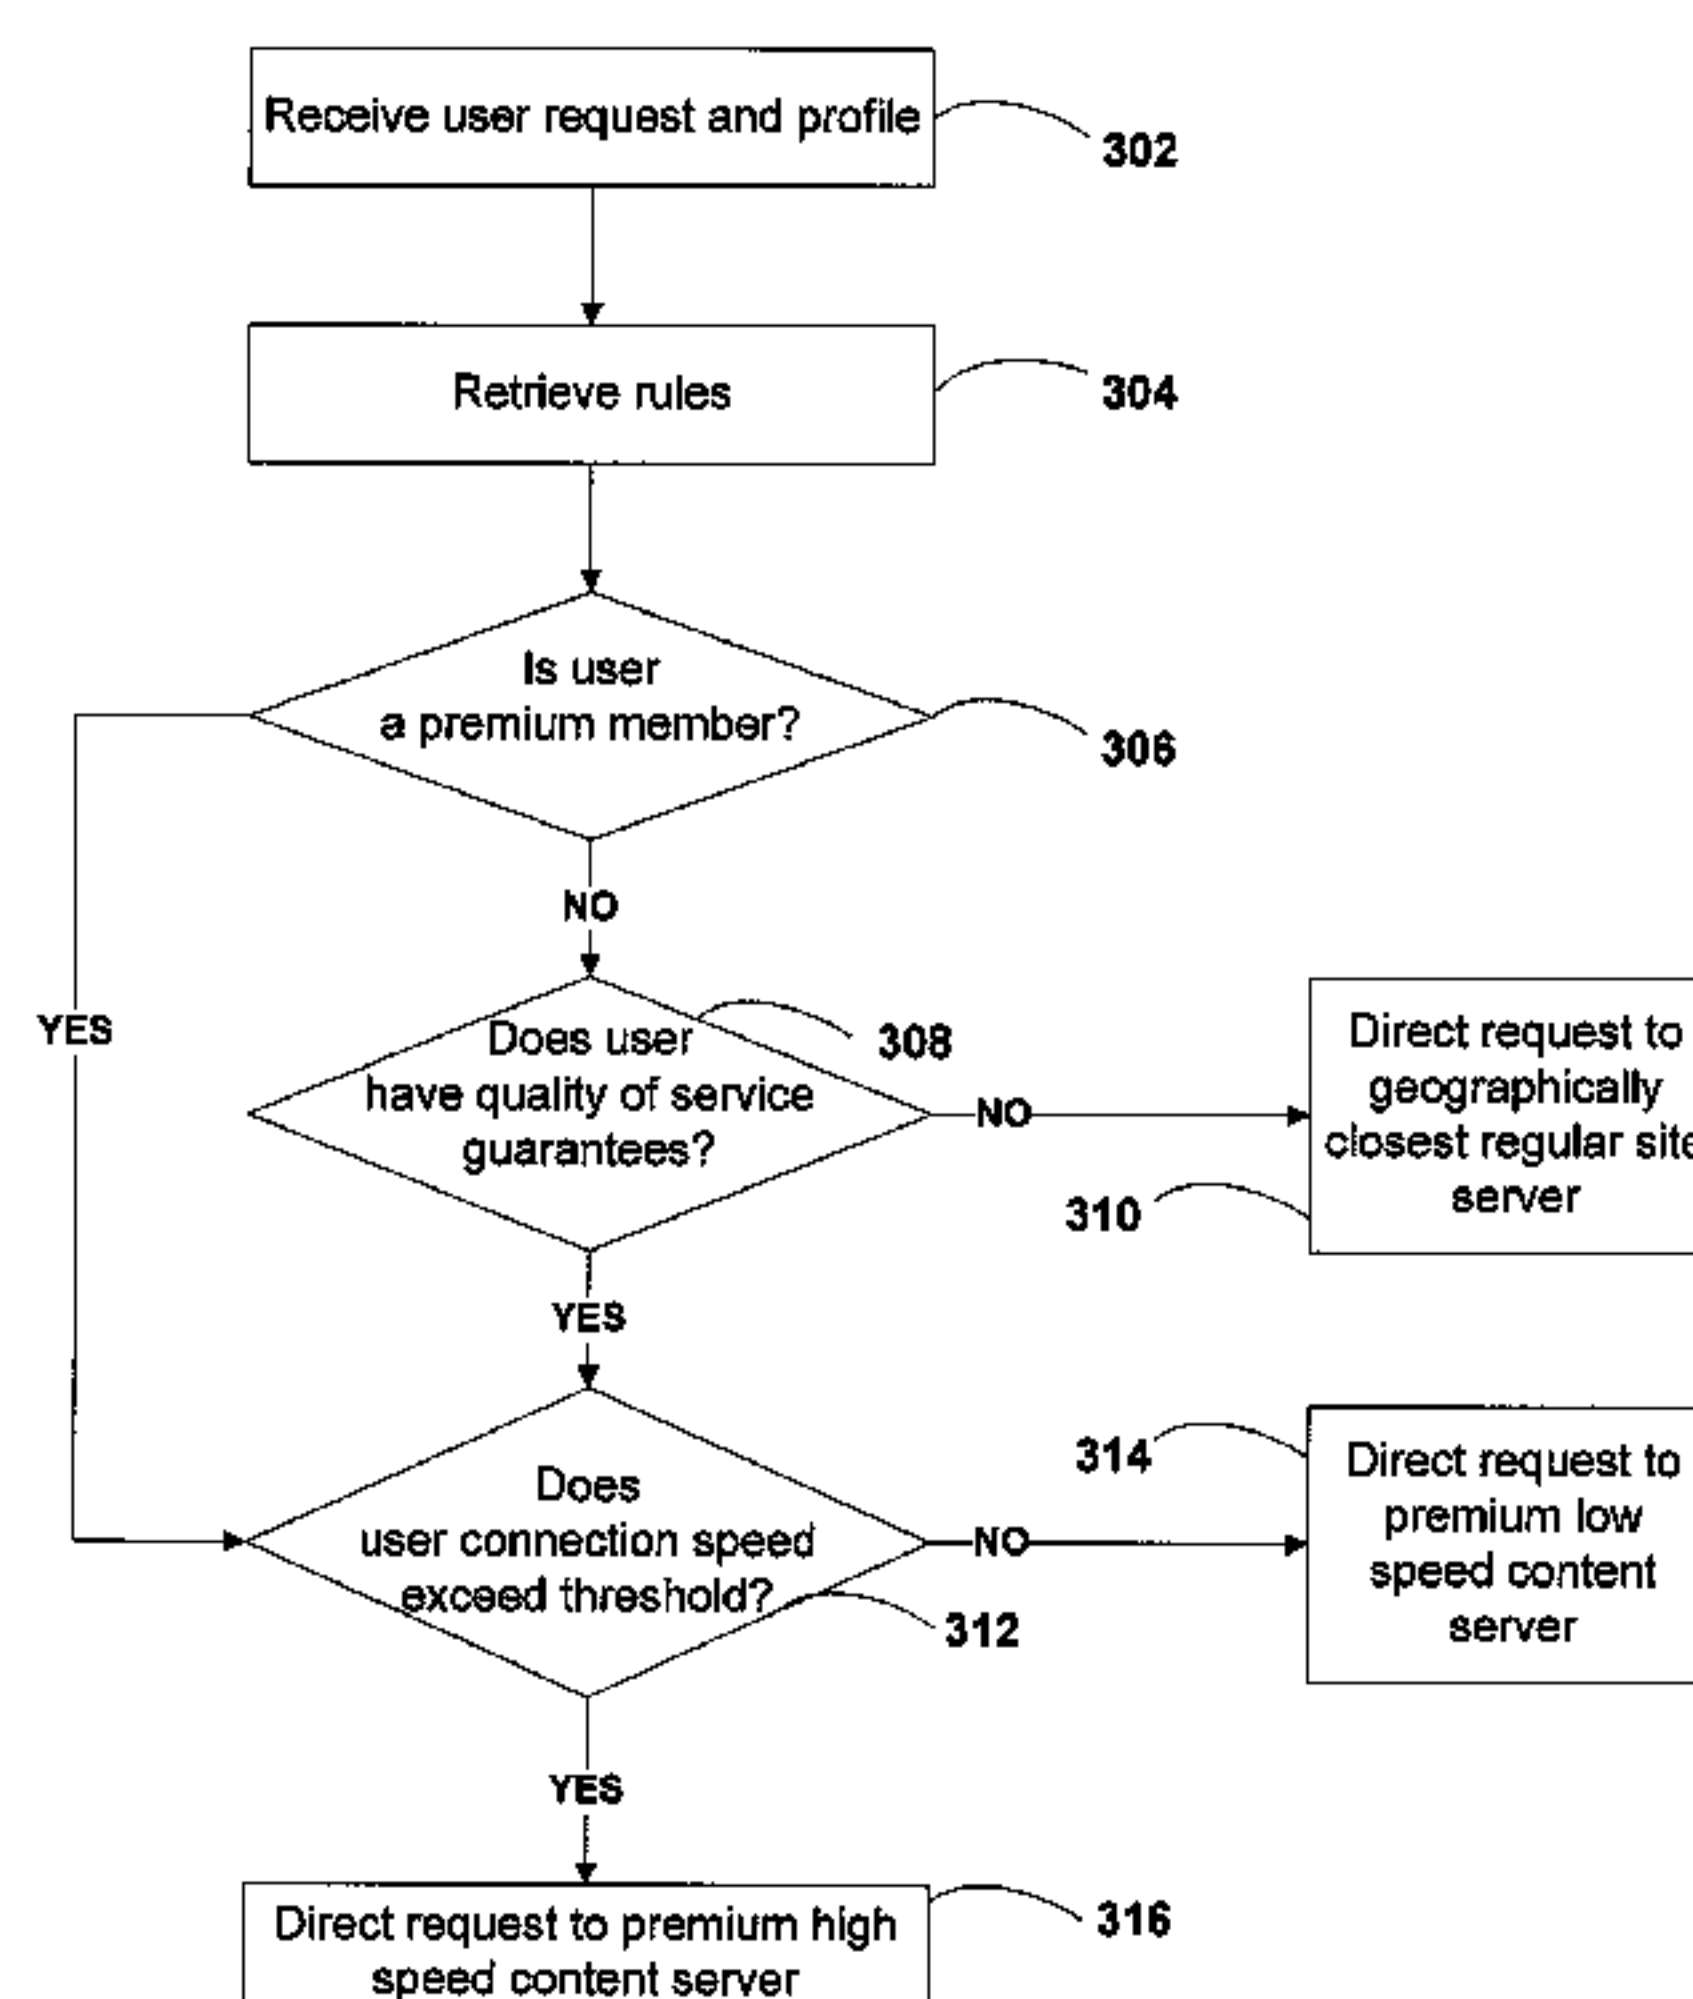 Receive user request and profile
302
Retrieve rules
304
Is user
a premium member?
306
NO
YES
Does user
have quality of service
guarantees?
308
NO
Direct request to
geographically
closest regular site
server
310
YES
Does
user connection speed
exceed threshold?
312
NO
314
Direct request to
premium low
speed content
server
YES
Direct request to premium high
speed content server
316